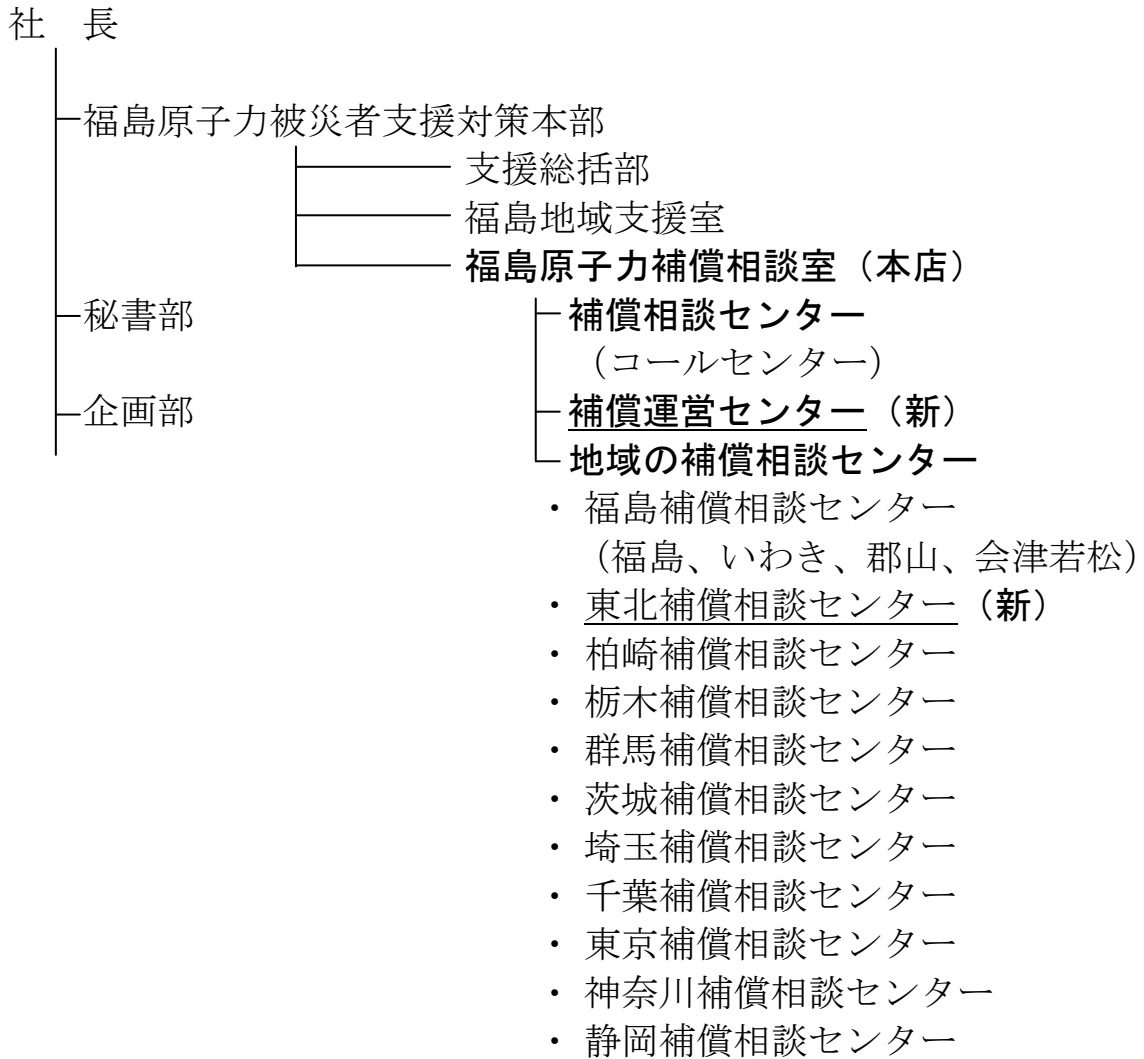 社　長
福島原子力被災者支援対策本部
支援総括部
福島地域支援室
福島原子力補償相談室（本店）
秘書部
補償相談センター
（コールセンター）
企画部
補償運営センター（新）
地域の補償相談センター
・ 福島補償相談センター
（福島、いわき、郡山、会津若松）
・ 東北補償相談センター（新）
・ 柏崎補償相談センター
・ 栃木補償相談センター
・ 群馬補償相談センター
・ 茨城補償相談センター
・ 埼玉補償相談センター
・ 千葉補償相談センター
・ 東京補償相談センター
・ 神奈川補償相談センター
・ 静岡補償相談センター